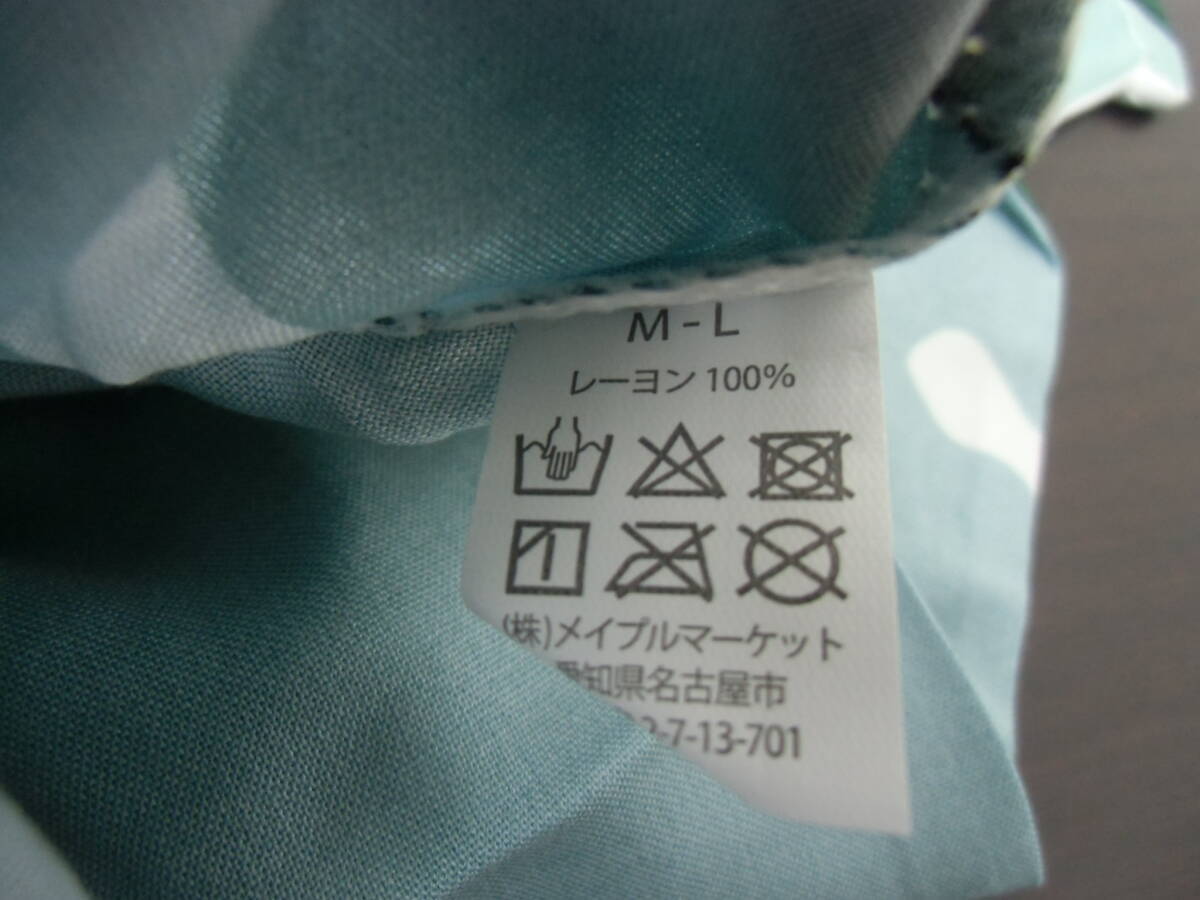 M-L
レーヨン100%
(株)メイプルマーケット
愛知県名古屋市
2-7-13-701